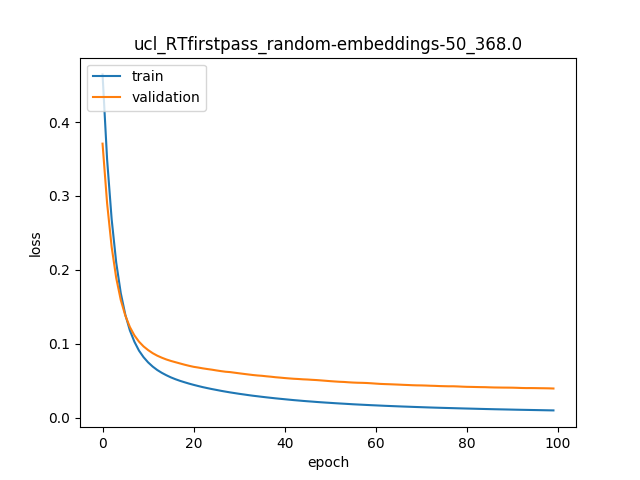 ucl_RTfirstpass_random-embeddings-50_368.0
train
validation
loss
0.4
0.3
0.2
0.1
0.0
0 20 40 60 80 100
epoch